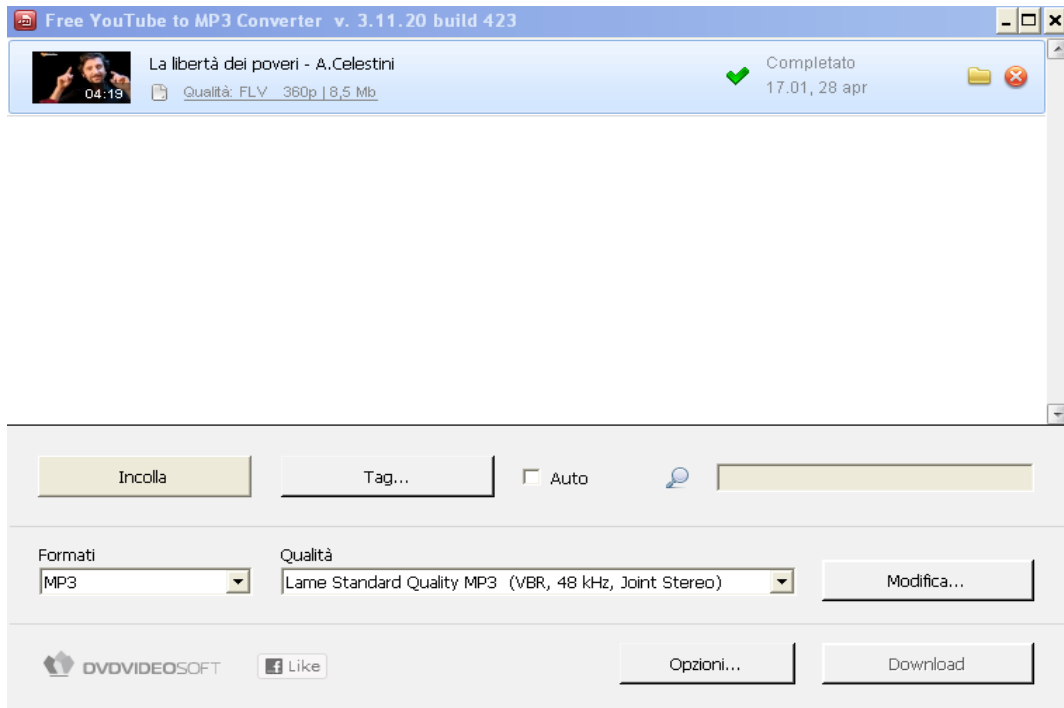 Free YouTube to MP3 Converter v. 3.11.20 build 423
La libertà dei poveri - A.Celestini
04:19
Qualità: FLV 360p | 8,5 Mb
Completato
17.01, 28 apr
Incolla
Tag...
Auto
Formati
Qualità
MP3
Lame Standard Quality MP3 (VBR, 48 kHz, Joint Stereo)
Modifica...
DVDVIDEOSOFT
f Like
Opzioni...
Download